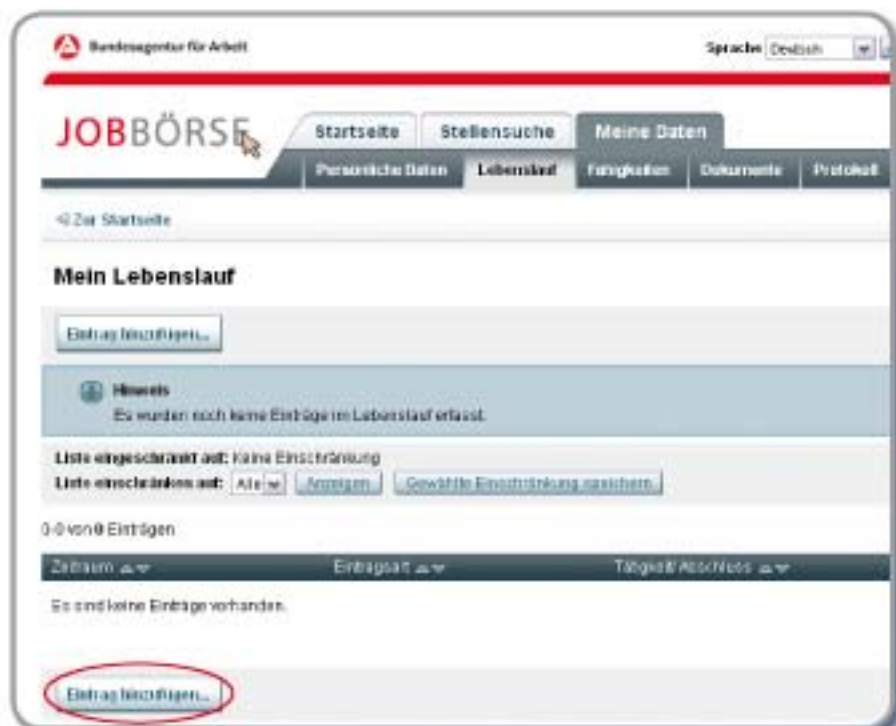 Bundesagentur für Arbeit
Sprache Deutsch
JOBBÖRSE
Startseite Stellensuche Meine Daten
Persönliche Daten Lebenslauf Fähigkeiten Dokumente Protokoll
Zur Startseite
Mein Lebenslauf
Eintrag hinzufügen...
Hinweis
Es wurden noch keine Einträge im Lebenslauf erfasst.
Liste eingeschränkt auf: Keine Einschränkung
Liste einschränken auf: Alle Anzeigen Gewählte Einschränkung speichern
0-0 von 0 Einträgen
Zeitraum Eintragsart Tätigkeit/Abschluss
Es sind keine Einträge vorhanden.
Eintrag hinzufügen...